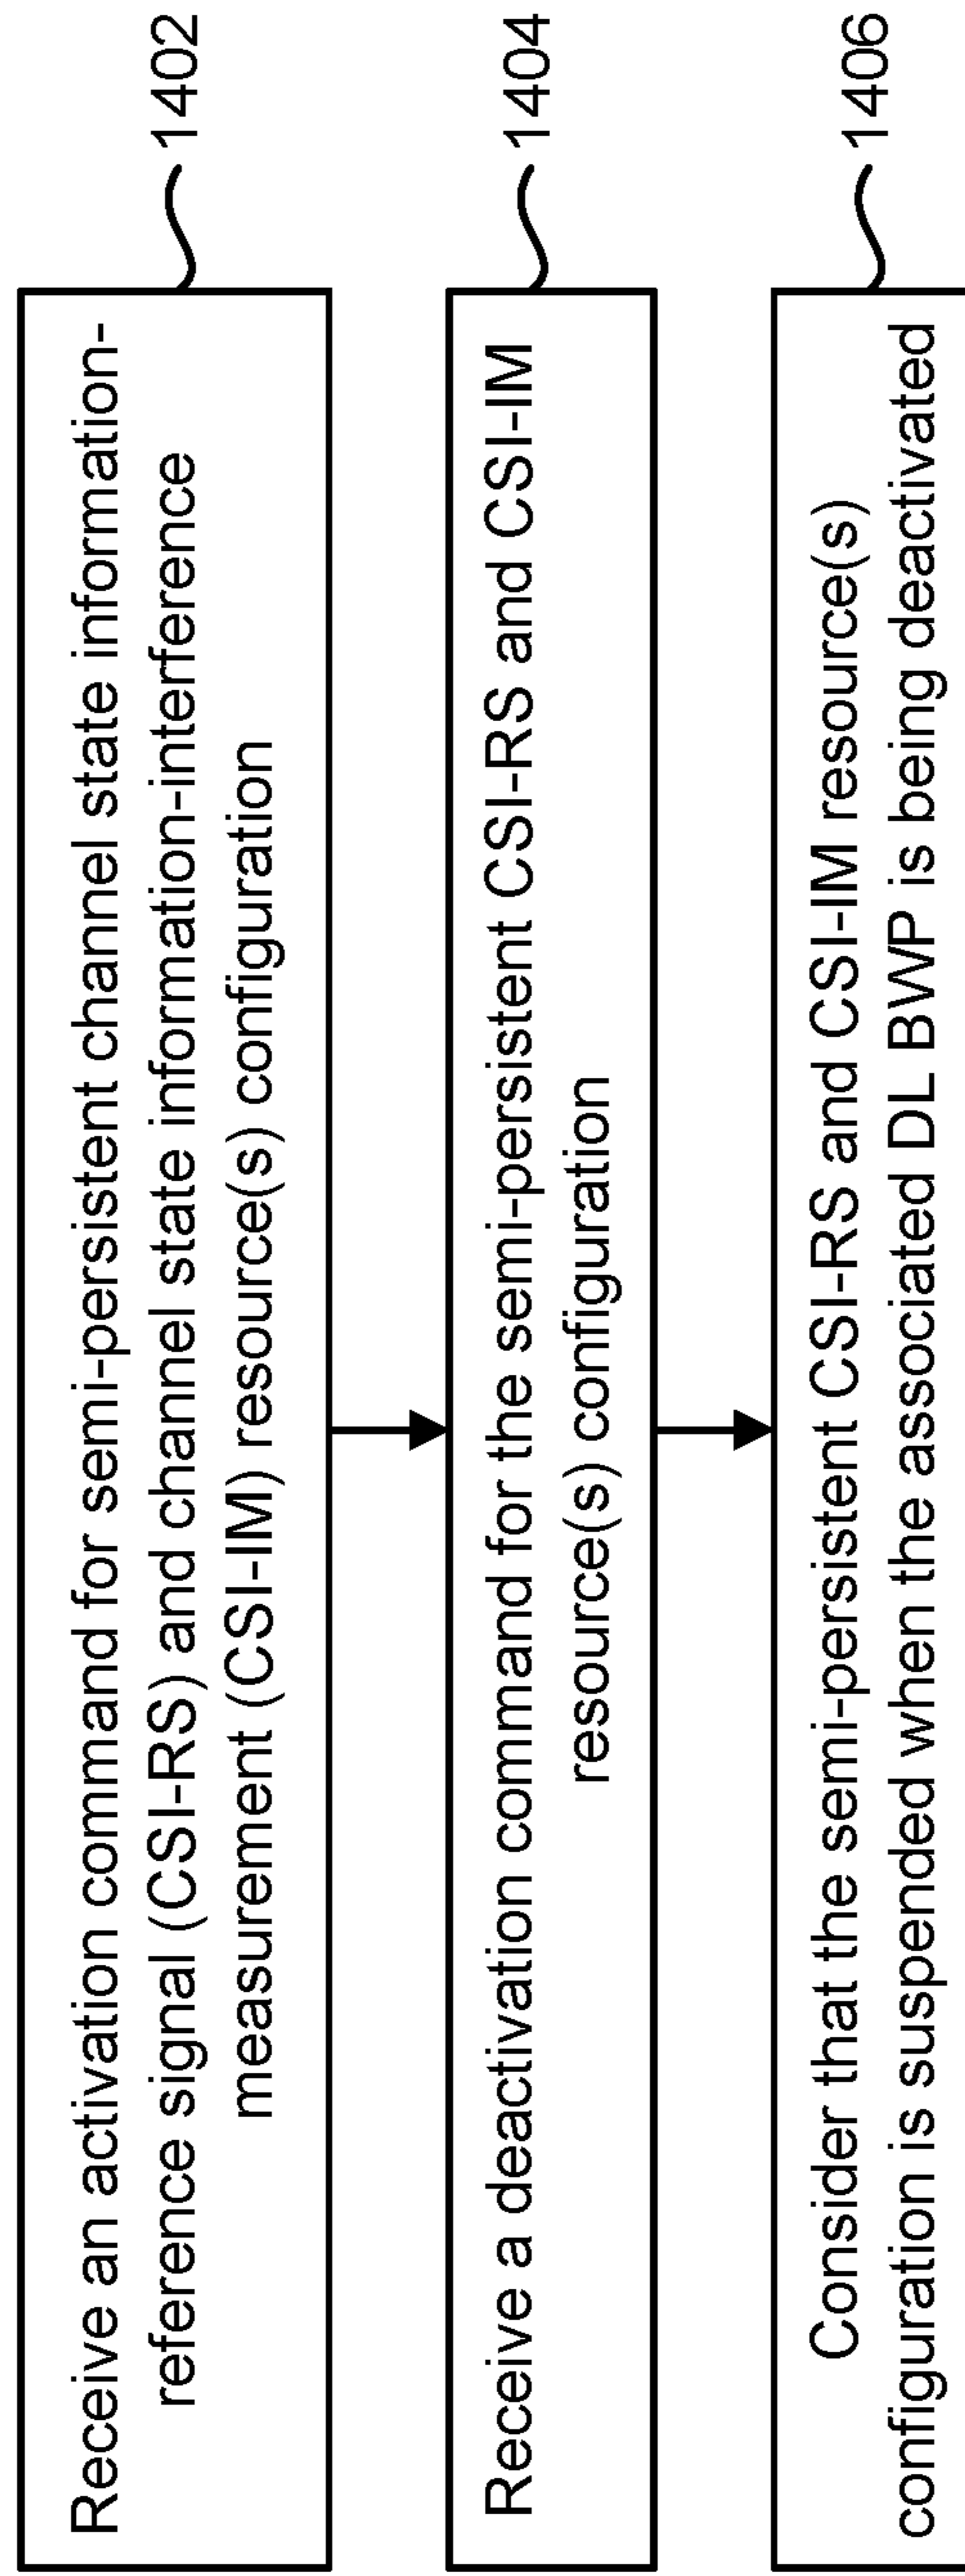 Receive an activation command for semi-persistent channel state information-
reference signal (CSI-RS) and channel state information-interference
measurement (CSI-IM) resource(s) configuration
1402
Receive a deactivation command for the semi-persistent CSI-RS and CSI-IM
resource(s) configuration
1404
Consider that the semi-persistent CSI-RS and CSI-IM resource(s)
configuration is suspended when the associated DL BWP is being deactivated
1406